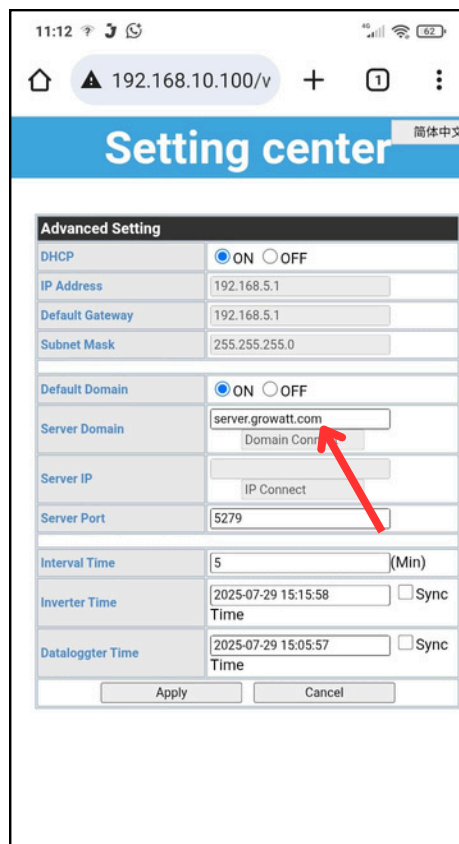 11:12
4G
62
192.168.10.100/v
1
Setting center
简体中文
Advanced Setting
DHCP ON OFF
IP Address 192.168.5.1
Default Gateway 192.168.5.1
Subnet Mask 255.255.255.0
Default Domain ON OFF
Server Domain server.growatt.com
Domain Conn
Server IP
IP Connect
Server Port 5279
Interval Time 5 (Min)
Inverter Time 2025-07-29 15:15:58 Sync
Time
Dataloggter Time 2025-07-29 15:05:57 Sync
Time
Apply Cancel